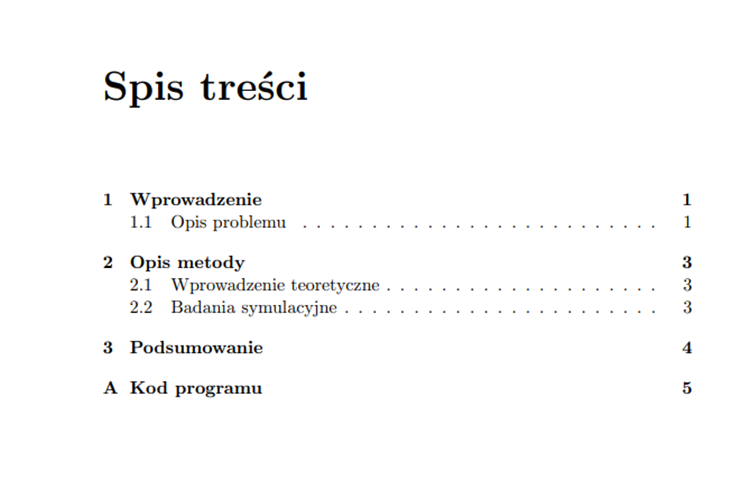 Spis treści
1 Wprowadzenie 1
1.1 Opis problemu . . . . . . . . . . . . . . . . . . . . . . . . . . 1
2 Opis metody 3
2.1 Wprowadzenie teoretyczne . . . . . . . . . . . . . . . . . . . . 3
2.2 Badania symulacyjne . . . . . . . . . . . . . . . . . . . . . . . 3
3 Podsumowanie 4
A Kod programu 5